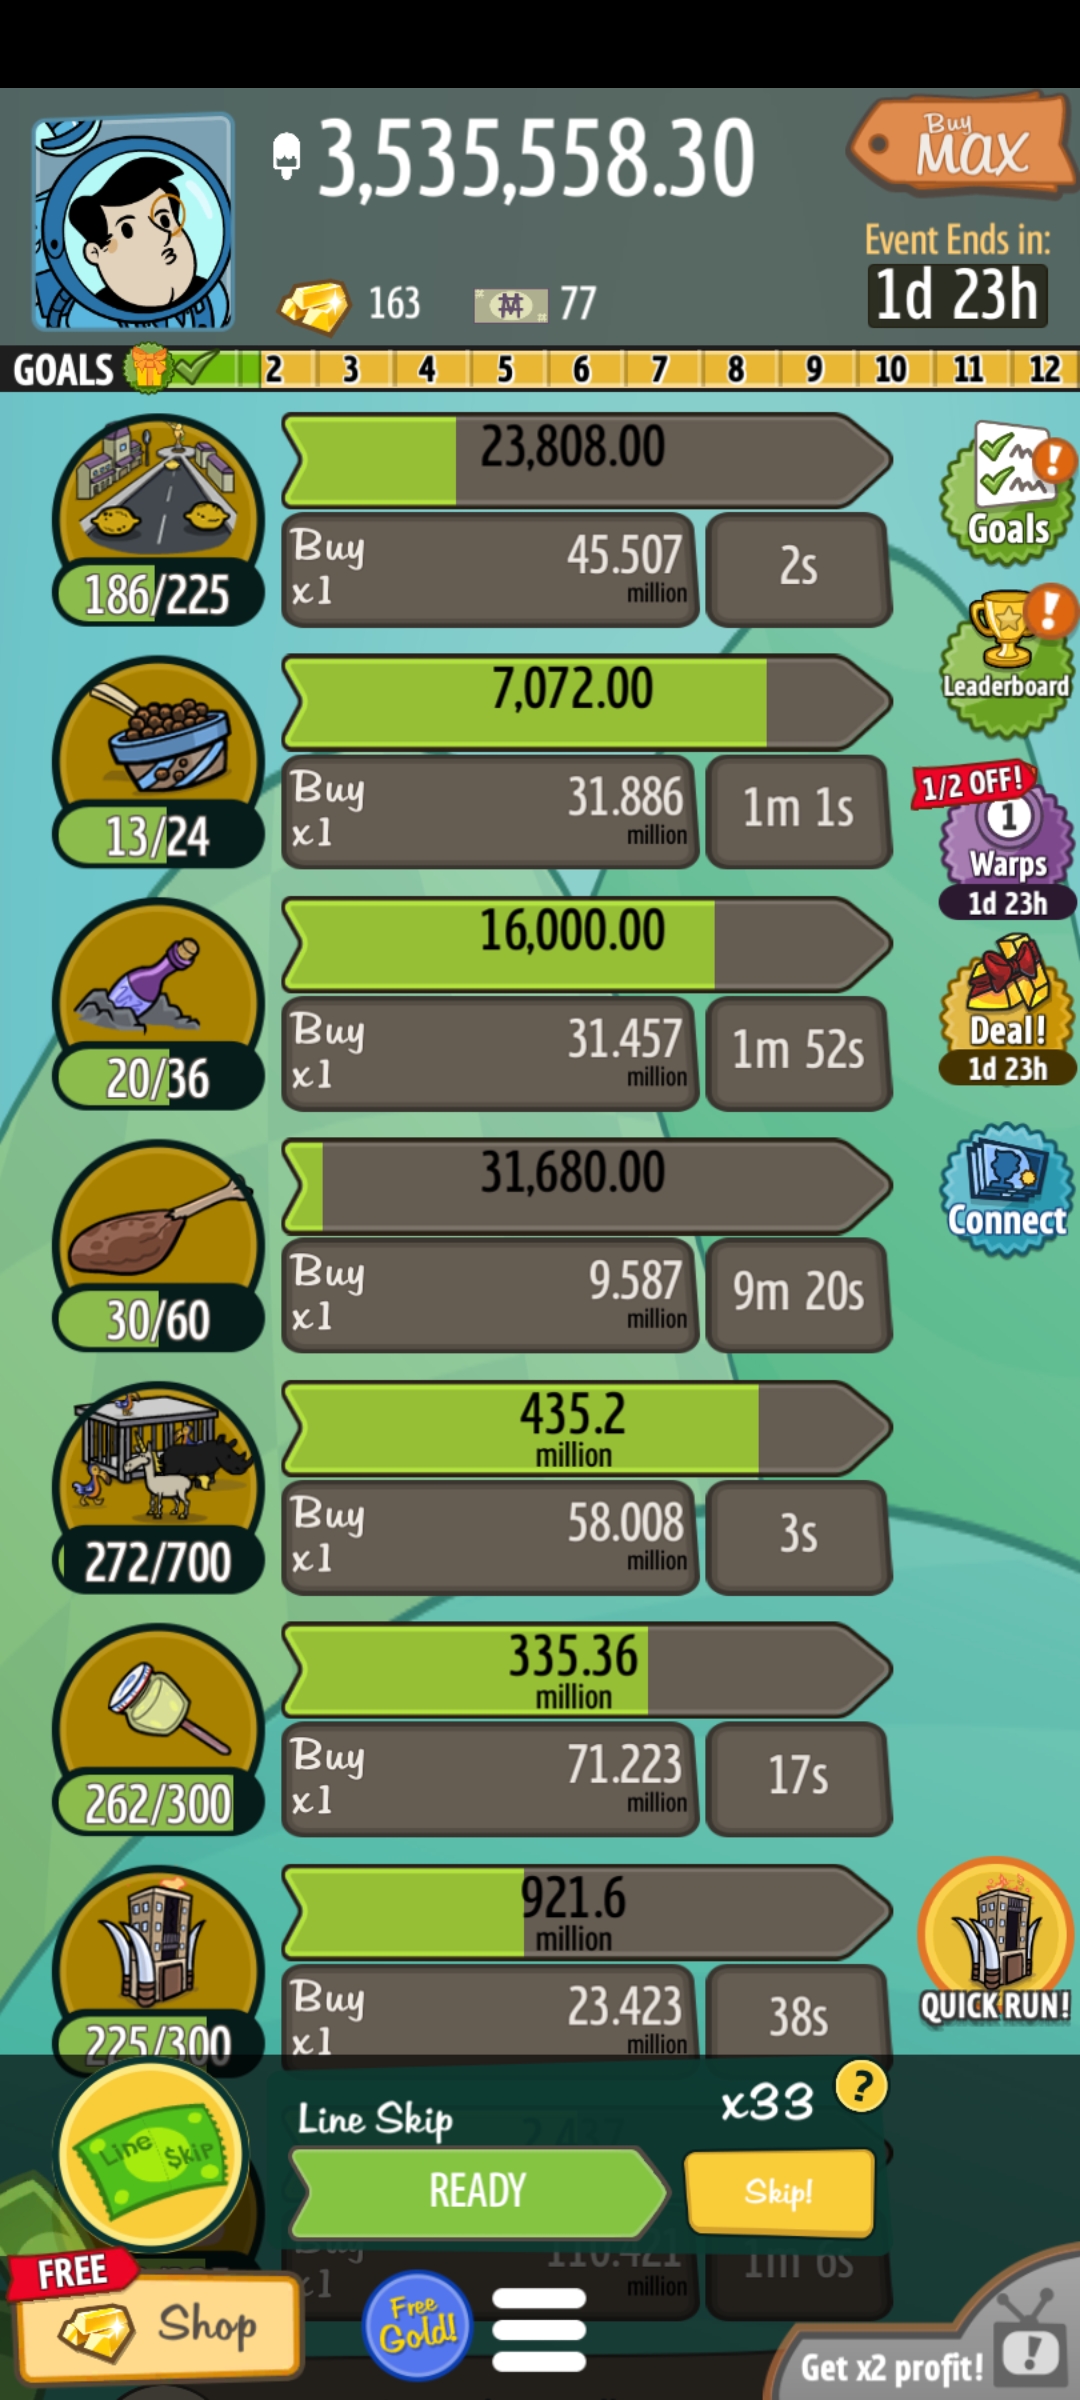 3,535,558.30
Buy
MAX
Event Ends in:
1d 23h
163
77
GOALS 2 3 4 5 6 7 8 9 10 11 12
23,808.00
Buy
x1
45.507
million
2s
186/225
Goals
7,072.00
Buy
x1
31.886
million
1m 1s
13/24
Leaderboard
1/2 OFF!
1
Warps
1d 23h
16,000.00
Buy
x1
31.457
million
1m 52s
20/36
Deal!
1d 23h
31,680.00
Buy
x1
9.587
million
9m 20s
30/60
Connect
435.2
million
Buy
x1
58.008
million
3s
272/700
335.36
million
Buy
x1
71.223
million
17s
262/300
921.6
million
Buy
x1
23.423
million
38s
225/300
QUICK RUN!
Line Skip
x33
?
Line $kip
READY
Skip!
2.437
Buy
x1
110.421
million
1m 6s
FREE
Shop
Free
Gold!
Get x2 profit!